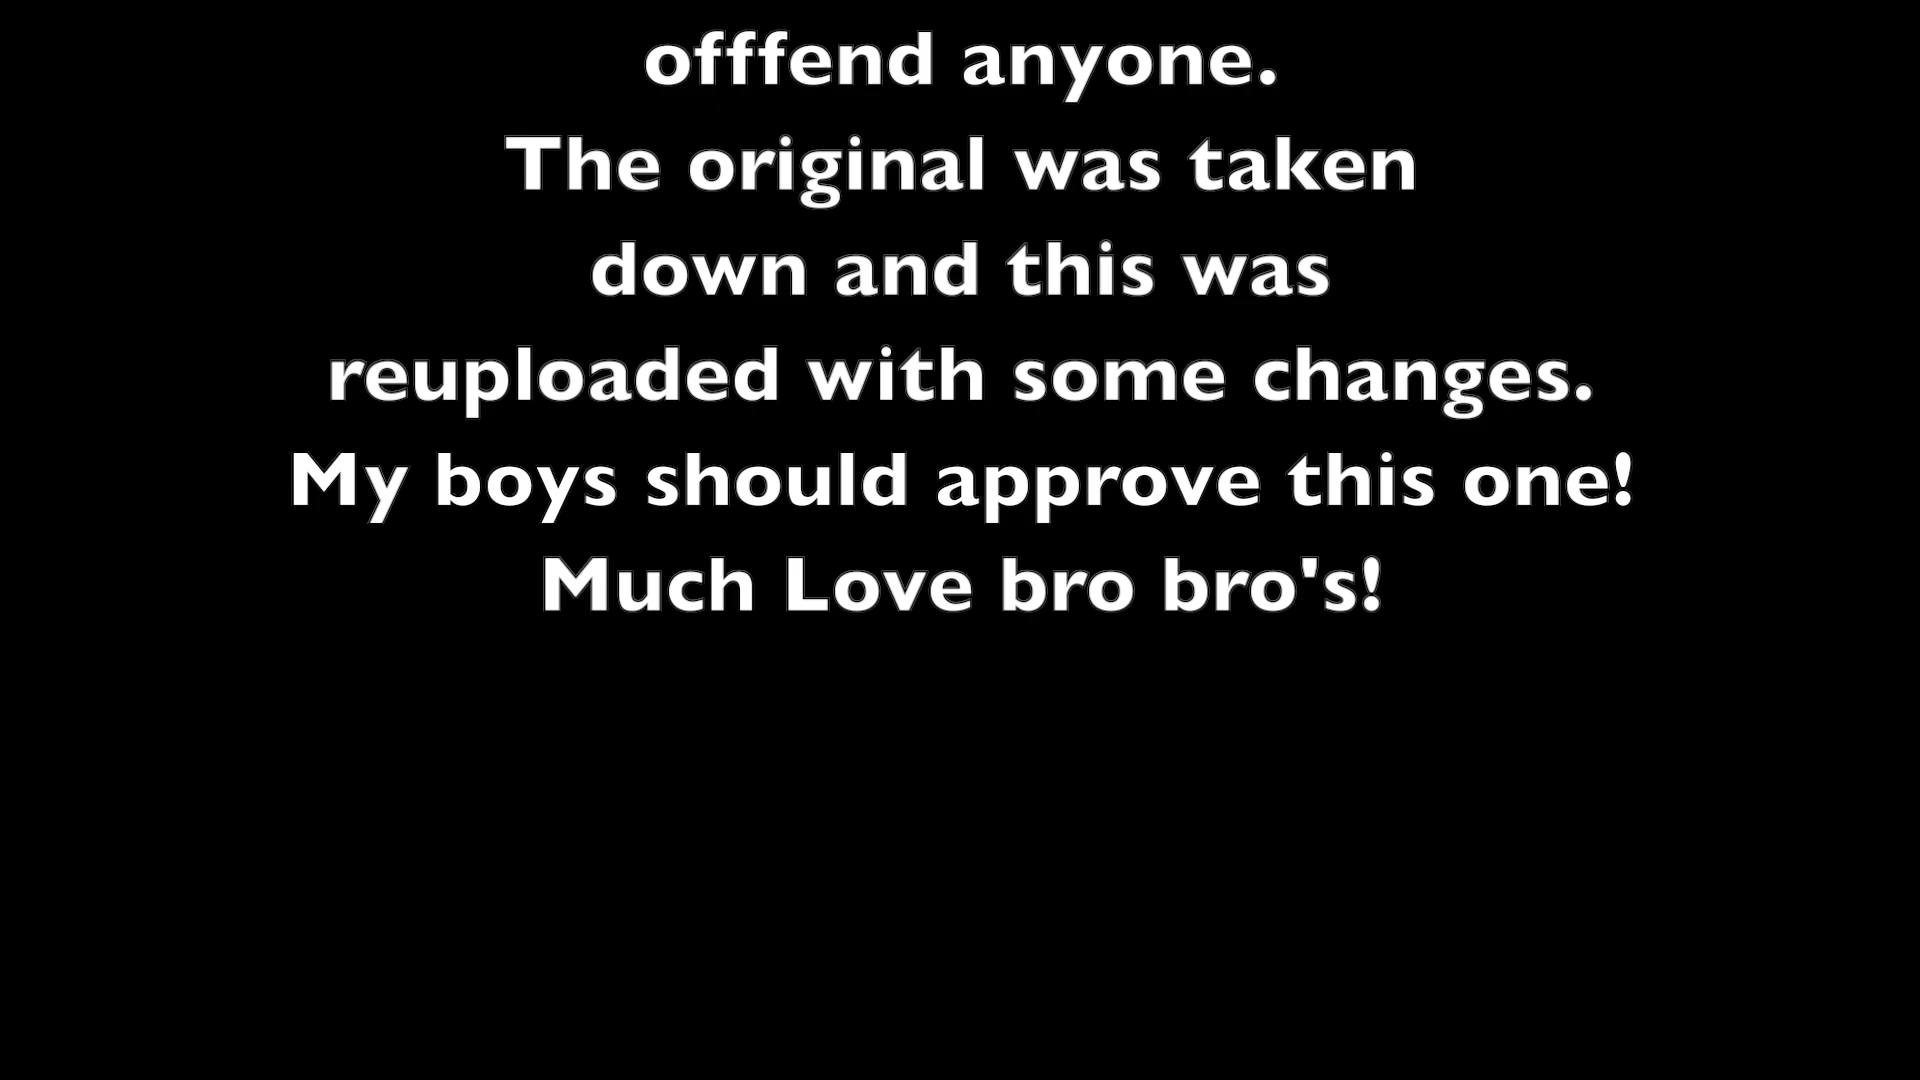 offfend anyone.
The original was taken
down and this was
reuploaded with some changes.
My boys should approve this one!
Much Love bro bro's!